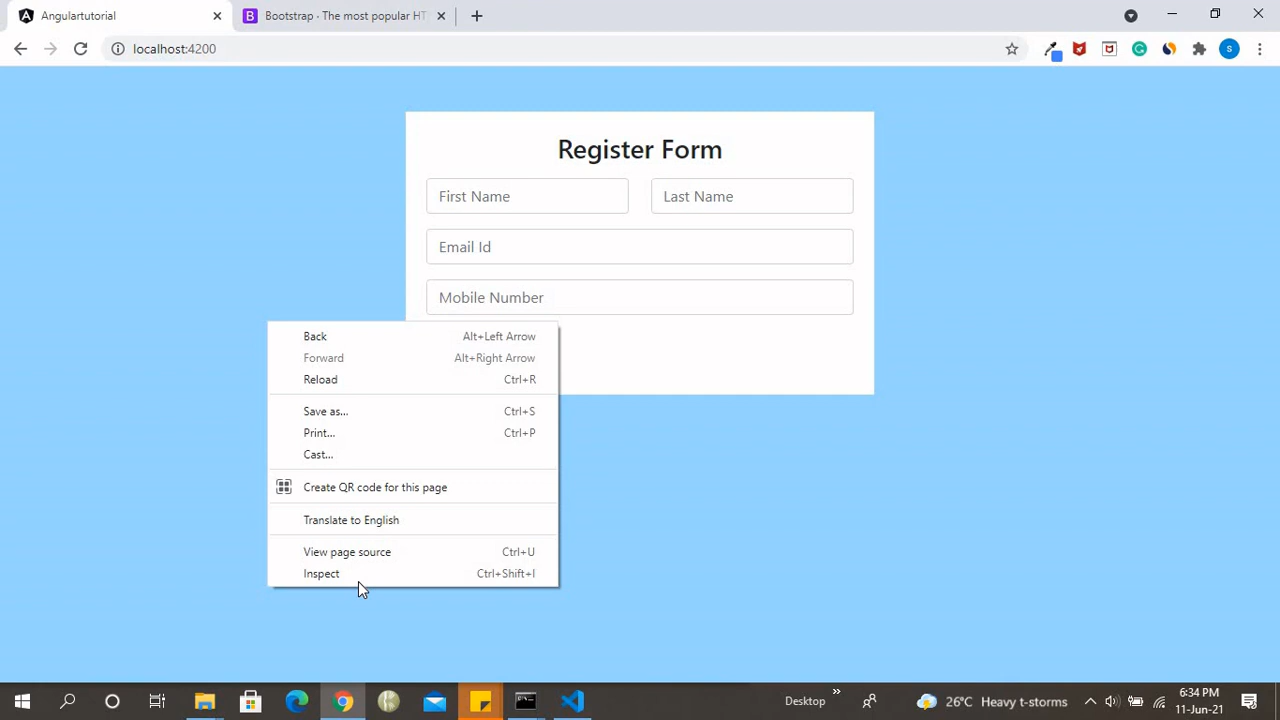 Angulartutorial
Bootstrap · The most popular HT
localhost:4200
S
Register Form
First Name Last Name
Email Id
Mobile Number
Back Alt+Left Arrow
Forward Alt+Right Arrow
Reload Ctrl+R
Save as... Ctrl+S
Print... Ctrl+P
Cast...
Create QR code for this page
Translate to English
View page source Ctrl+U
Inspect Ctrl+Shift+I
Desktop
26°C Heavy t-storms
6:34 PM
11-Jun-21